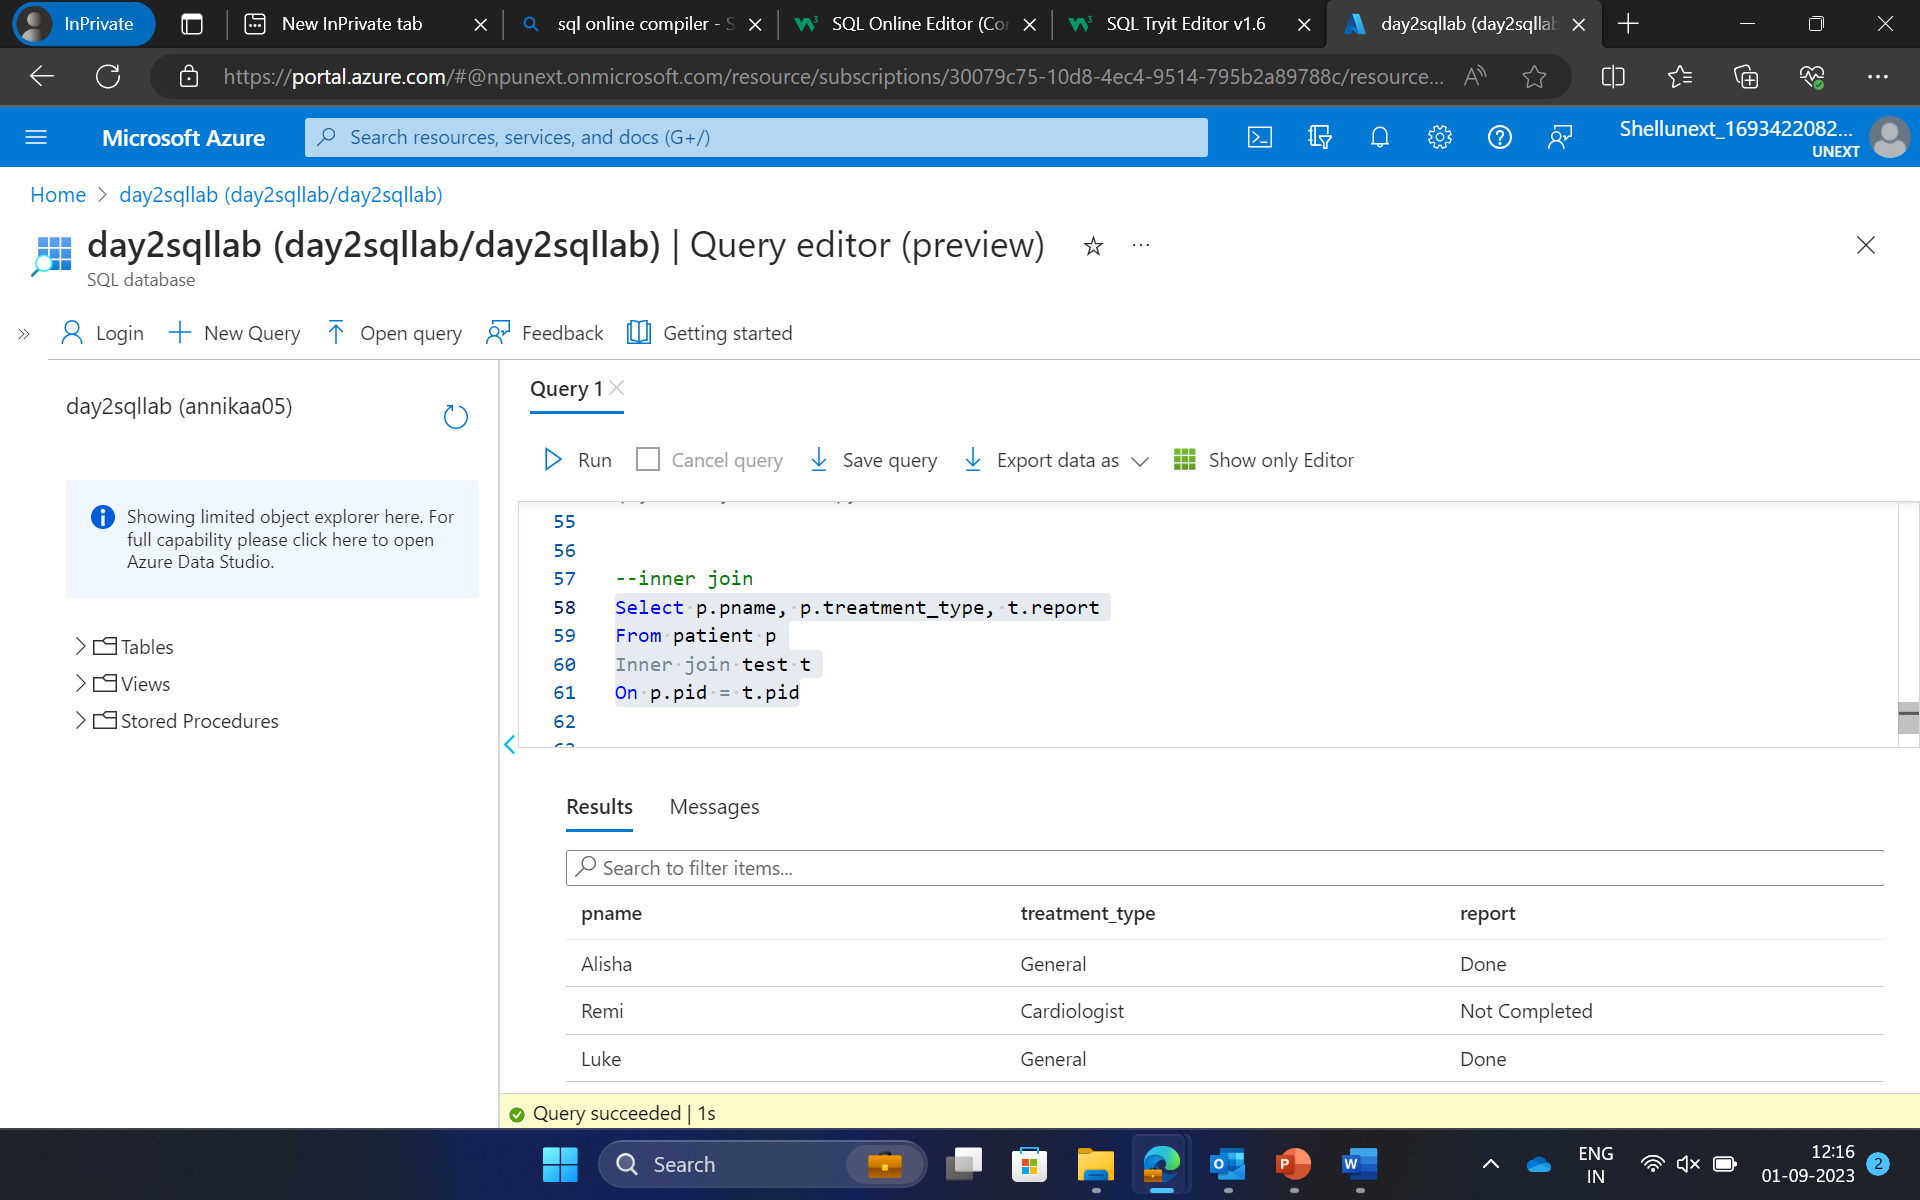 InPrivate
New InPrivate tab
sql online compiler - S
SQL Online Editor (Co
SQL Tryit Editor v1.6
day2sqllab (day2sqllab
https://portal.azure.com/#@npunext.onmicrosoft.com/resource/subscriptions/30079c75-10d8-4ec4-9514-795b2a89788c/resource...
Microsoft Azure
Search resources, services, and docs (G+/)
Shellunext_1693422082...
UNEXT
Home > day2sqllab (day2sqllab/day2sqllab)
day2sqllab (day2sqllab/day2sqllab) | Query editor (preview)
SQL database
Login
New Query
Open query
Feedback
Getting started
day2sqllab (annikaa05)
Showing limited object explorer here. For
full capability please click here to open
Azure Data Studio.
Tables
Views
Stored Procedures
Query 1
Run
Cancel query
Save query
Export data as
Show only Editor
55
56
57 --inner join
58 Select p.pname, p.treatment_type, t.report
59 From patient p
60 Inner join test t
61 On p.pid = t.pid
62
Results
Messages
Search to filter items...
pname treatment_type report
Alisha General Done
Remi Cardiologist Not Completed
Luke General Done
Query succeeded | 1s
Search
ENG
IN
12:16
01-09-2023
2